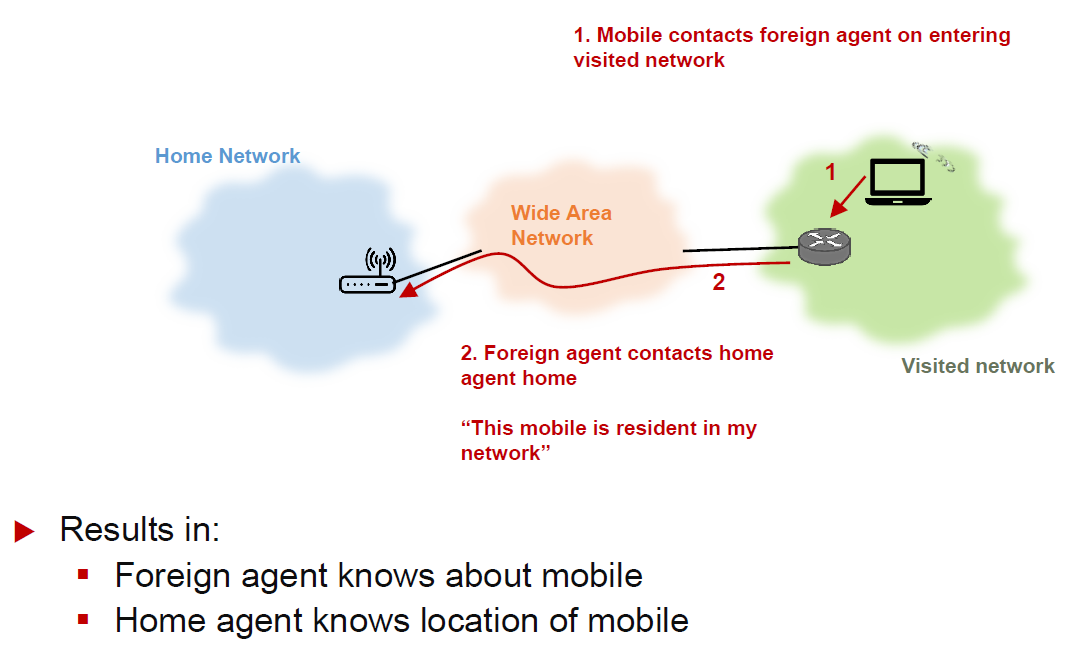 1. Mobile contacts foreign agent on entering
visited network
Home Network
1
Wide Area
Network
2
2. Foreign agent contacts home
agent home
Visited network
“This mobile is resident in my
network”
Results in:
Foreign agent knows about mobile
Home agent knows location of mobile